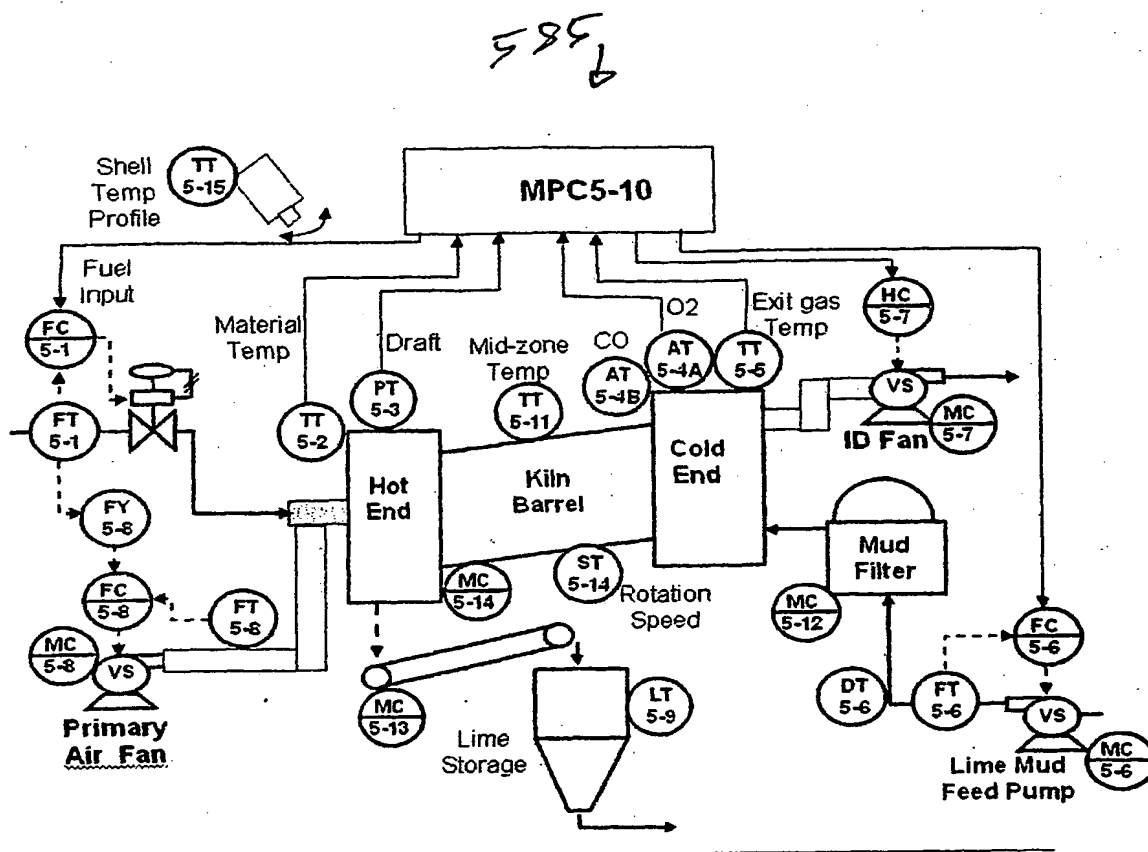 585
MPC5-10
TT
5-15
Shell
Temp
Profile
Fuel
Input
FC
5-1
FT
5-1
FY
5-8
FC
5-8
FT
5-8
MC
5-8
VS
Primary
Air Fan
Material
Temp
TT
5-2
Draft
PT
5-3
Mid-zone
Temp
TT
5-11
CO
AT
5-4B
O2
AT
5-4A
Exit gas
Temp
TT
5-5
HC
5-7
VS
MC
5-7
ID Fan
Hot
End
Kiln
Barrel
Cold
End
MC
5-14
ST
5-14
Rotation
Speed
MC
5-13
Lime
Storage
LT
5-9
Mud
Filter
MC
5-12
DT
5-6
FT
5-6
FC
5-6
VS
MC
5-6
Lime Mud
Feed Pump